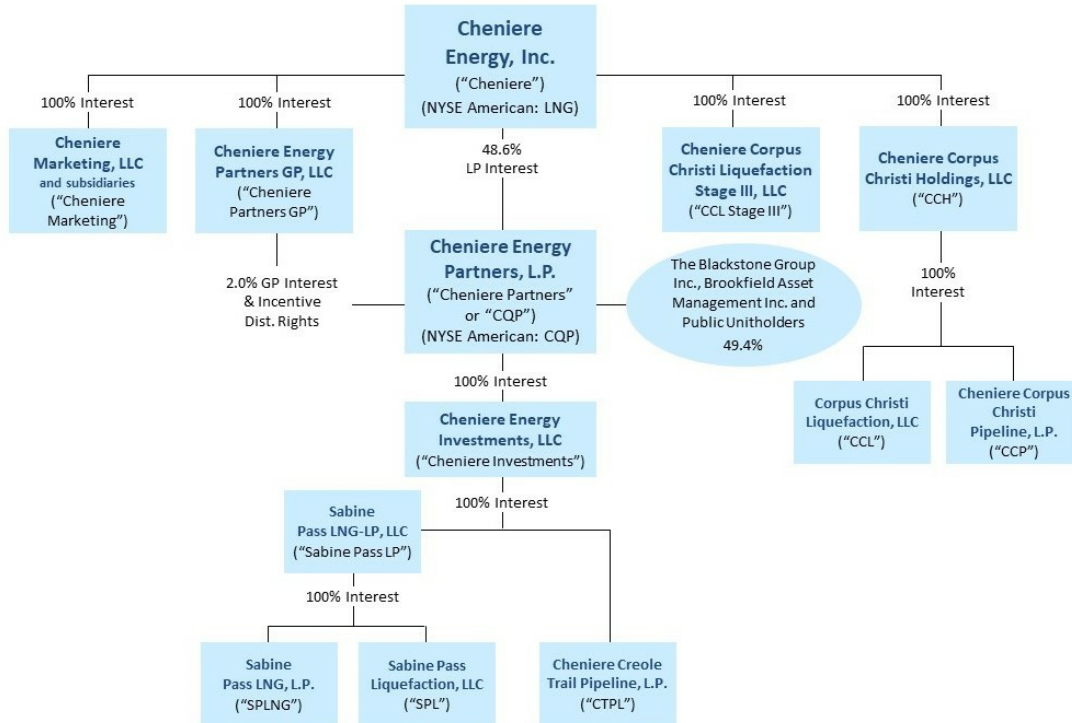 Cheniere
Energy, Inc.
(“Cheniere”)
(NYSE American: LNG)
100% Interest
100% Interest
48.6%
LP Interest
100% Interest
100% Interest
Cheniere
Marketing, LLC
and subsidiaries
(“Cheniere
Marketing”)
Cheniere Energy
Partners GP, LLC
(“Cheniere
Partners GP”)
Cheniere Corpus
Christi Liquefaction
Stage III, LLC
(“CCL Stage III”)
Cheniere Corpus
Christi Holdings, LLC
(“CCH”)
2.0% GP Interest
& Incentive
Dist. Rights
Cheniere Energy
Partners, L.P.
(“Cheniere Partners”
or “CQP”)
(NYSE American: CQP)
The Blackstone Group
Inc., Brookfield Asset
Management Inc. and
Public Unitholders
49.4%
100%
Interest
100% Interest
Cheniere Energy
Investments, LLC
(“Cheniere Investments”)
Corpus Christi
Liquefaction, LLC
(“CCL”)
Cheniere Corpus
Christi
Pipeline, L.P.
(“CCP”)
100% Interest
Sabine
Pass LNG-LP, LLC
(“Sabine Pass LP”)
100% Interest
Sabine
Pass LNG, L.P.
(“SPLNG”)
Sabine Pass
Liquefaction, LLC
(“SPL”)
Cheniere Creole
Trail Pipeline, L.P.
(“CTPL”)